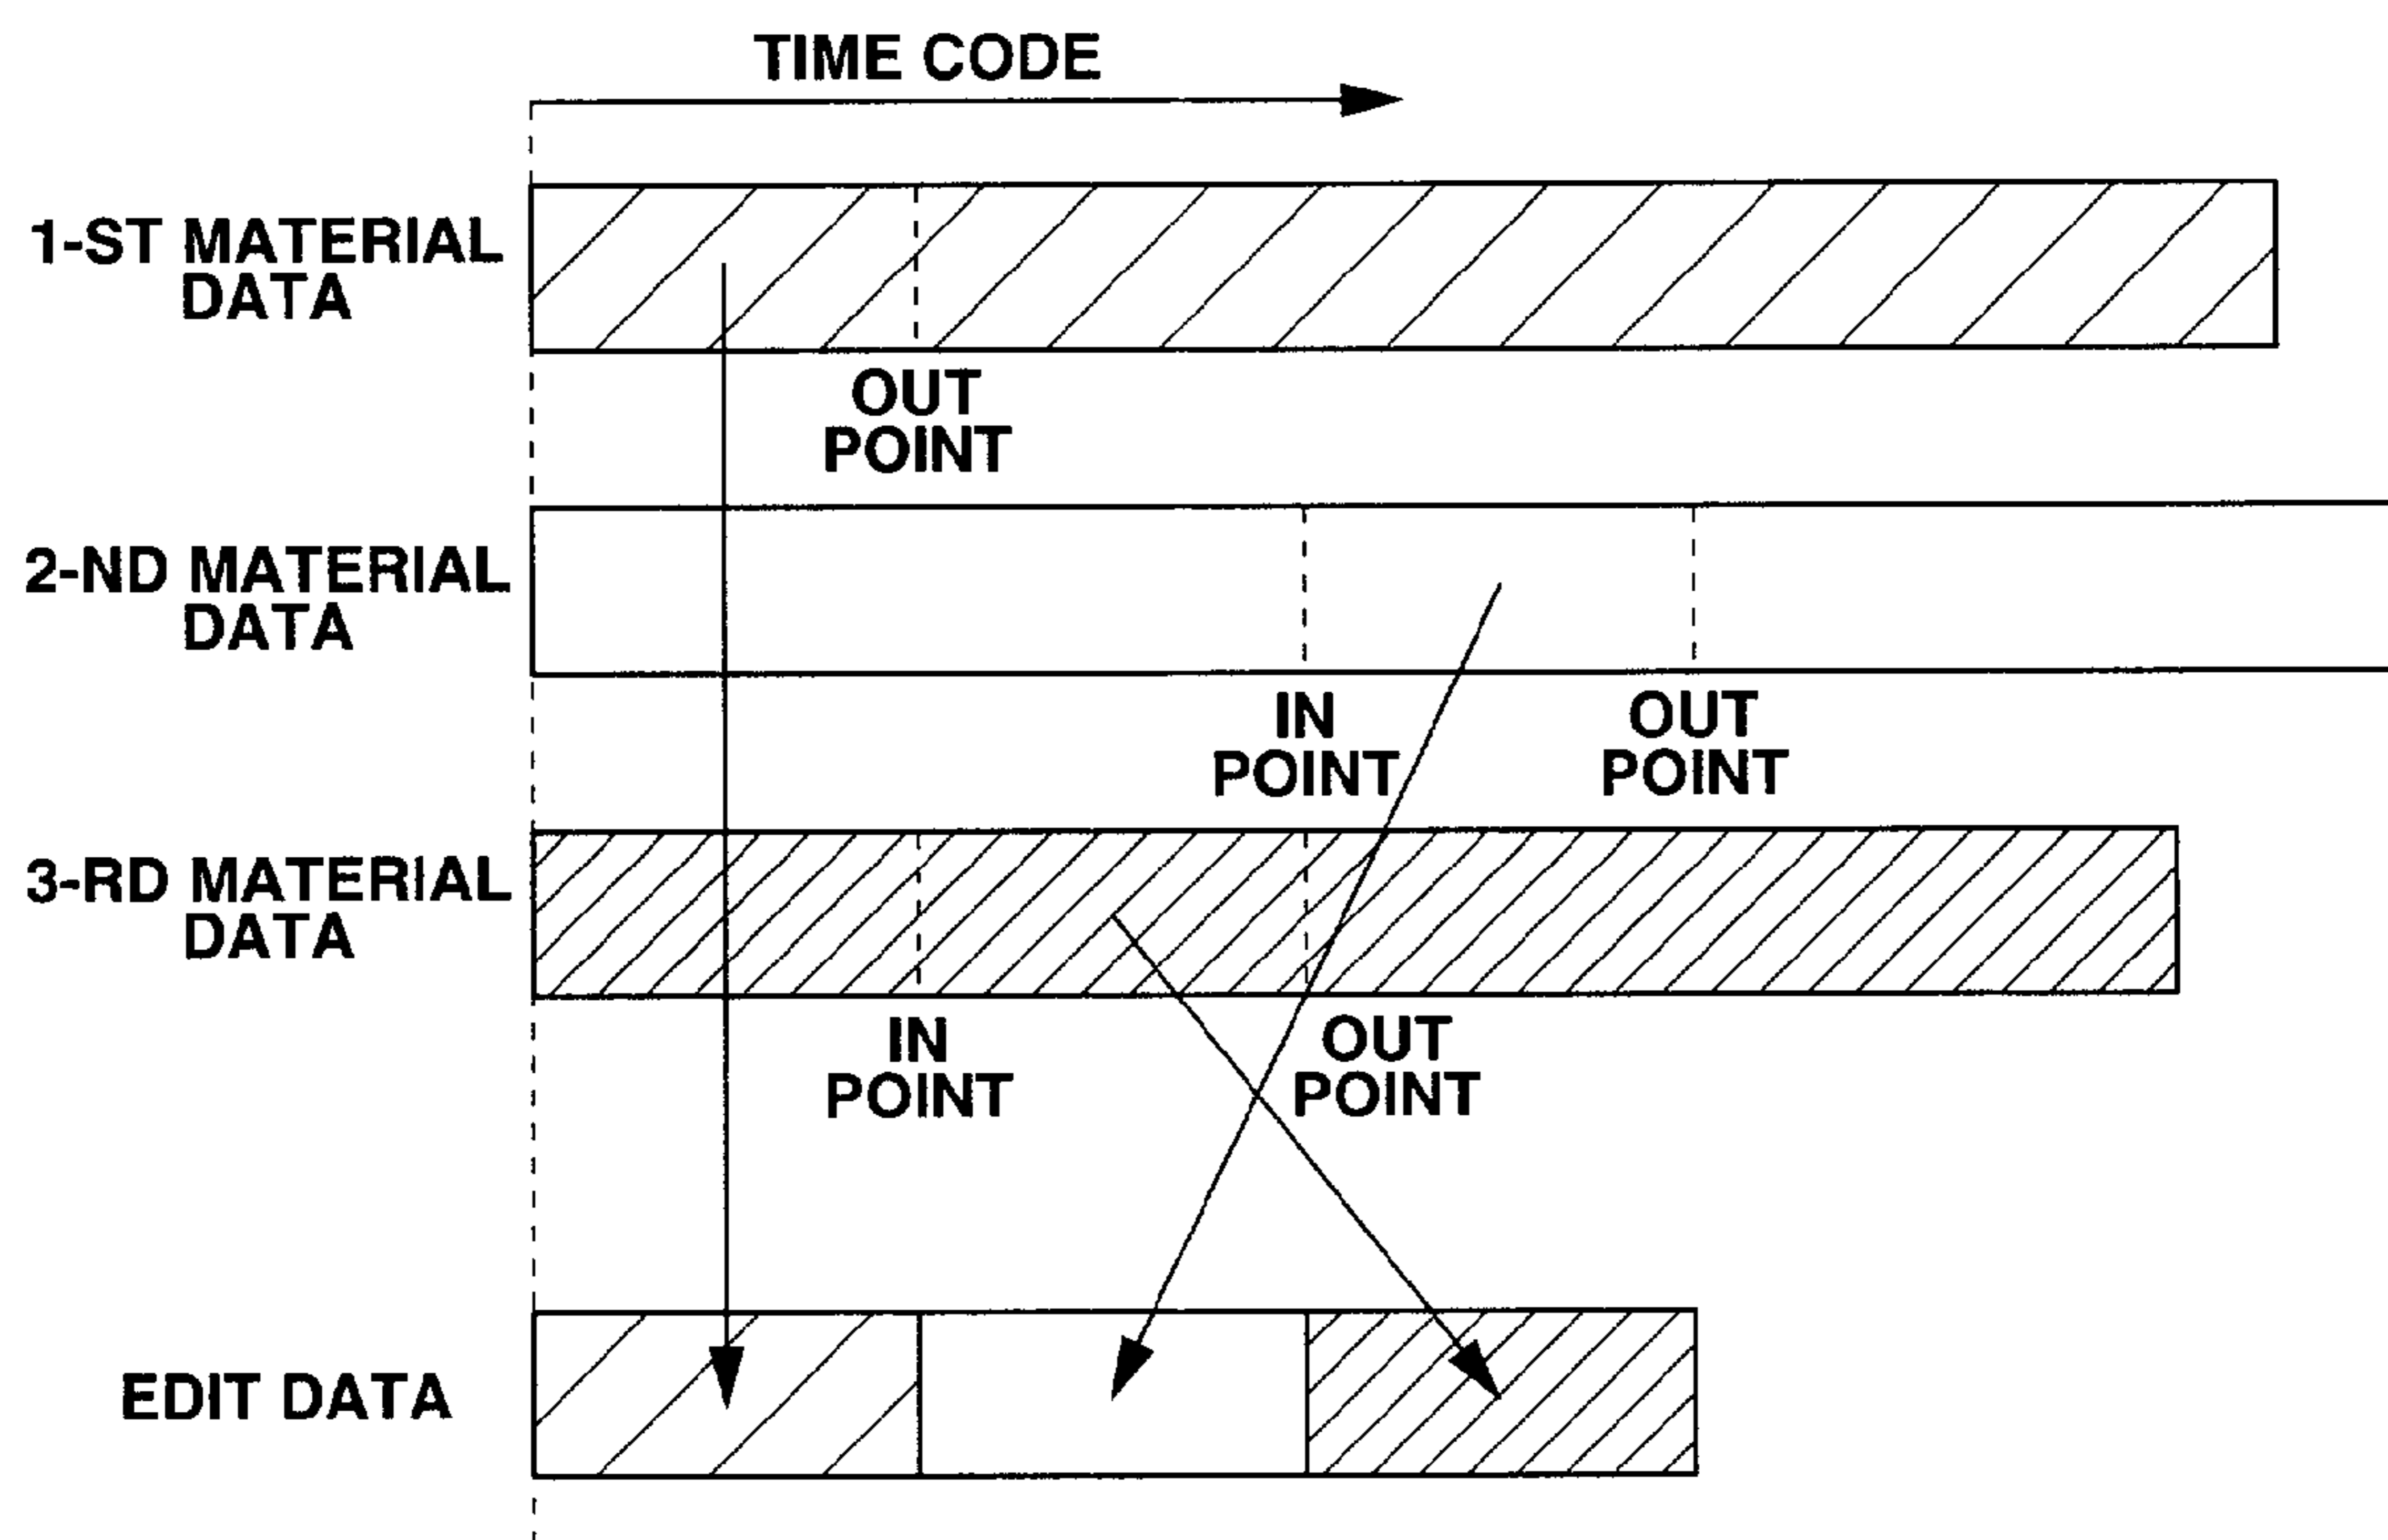 TIME CODE
1-ST MATERIAL
DATA
OUT
POINT
2-ND MATERIAL
DATA
IN
POINT
OUT
POINT
3-RD MATERIAL
DATA
IN
POINT
OUT
POINT
EDIT DATA